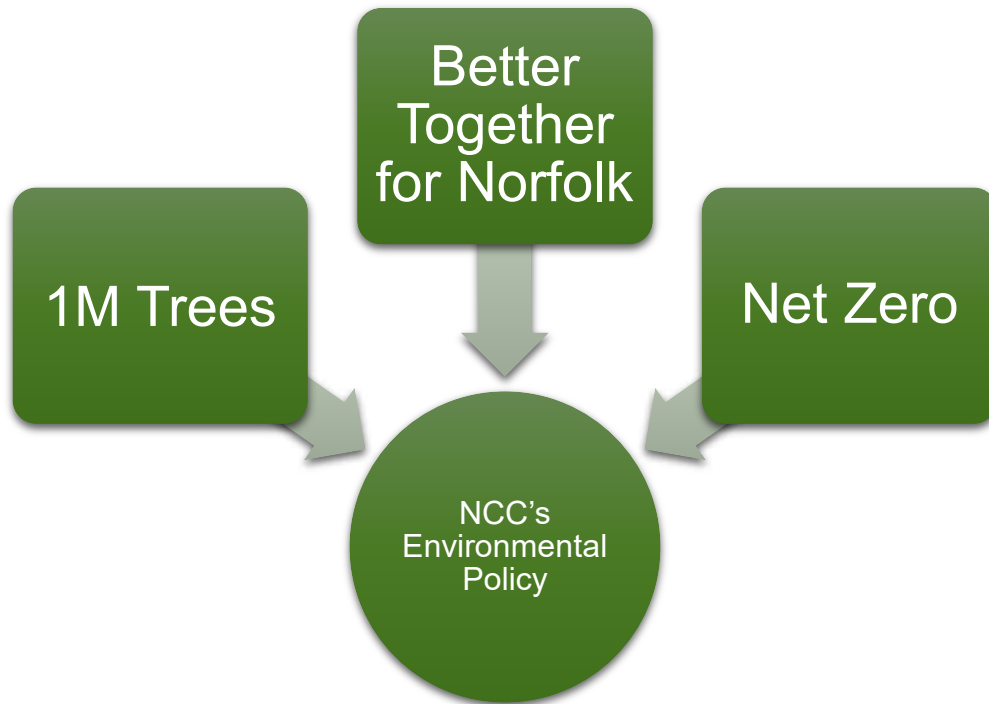 Better
Together
for Norfolk
1M Trees
Net Zero
NCC’s
Environmental
Policy